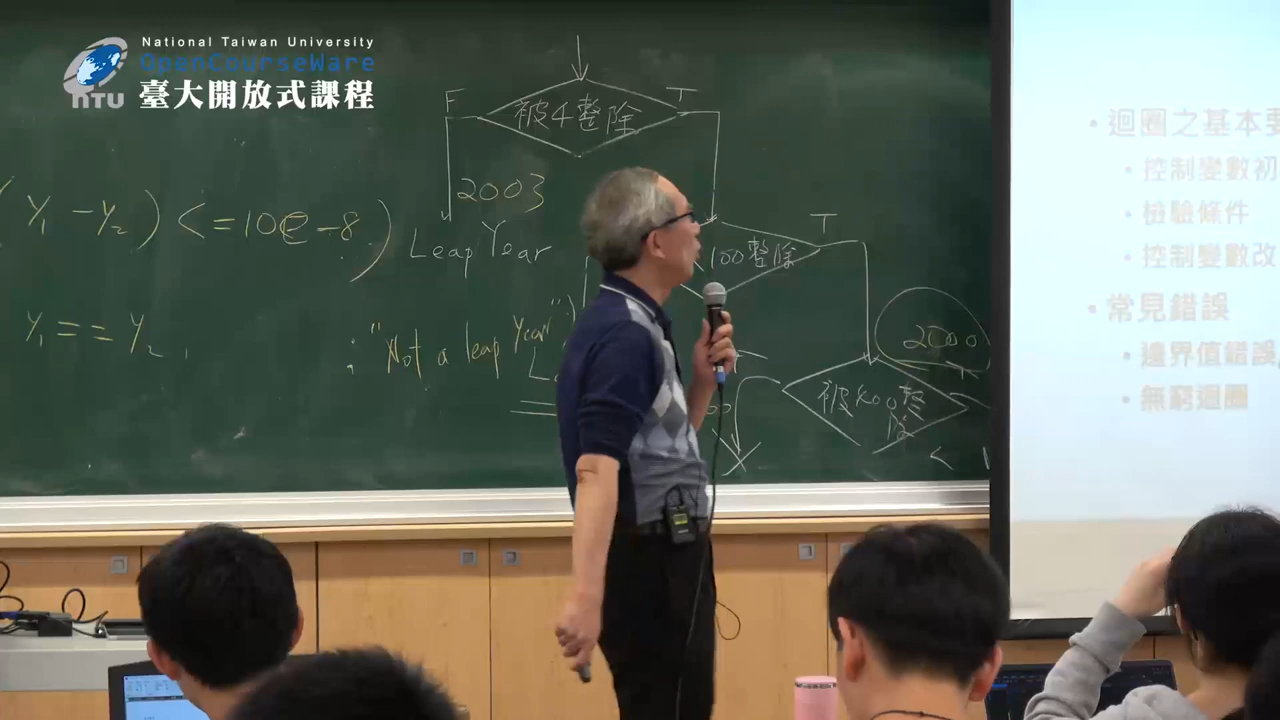 National Taiwan University
OpenCourseWare
臺大開放式課程
NTU
F
T
被4整除
2003
(Y₁ - Y₂) <= 10e-8)
Leap Year
100整除
T
Y₁ == Y₂
"Not a leap Year")
2000
被400整
除
迴圈之基本要
控制變數初
檢驗條件
控制變數改
常見錯誤
邊界值錯誤
無窮迴圈